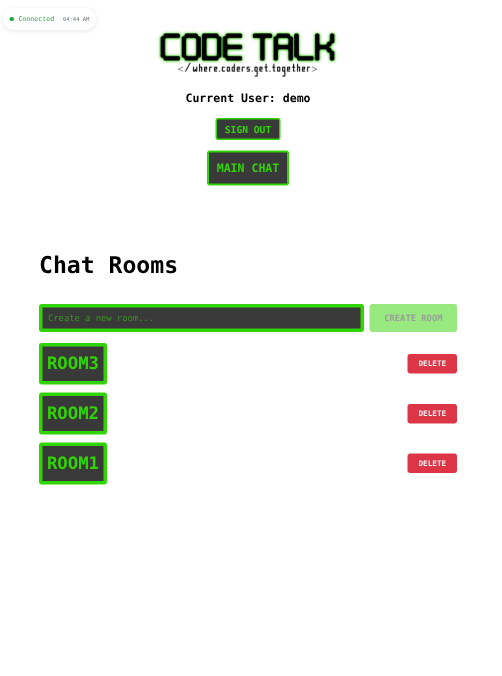 Connected 04:44 AM
CODE TALK
</where.coders.get.together>
Current User: demo
SIGN OUT
MAIN CHAT
Chat Rooms
Create a new room... CREATE ROOM
ROOM3 DELETE
ROOM2 DELETE
ROOM1 DELETE